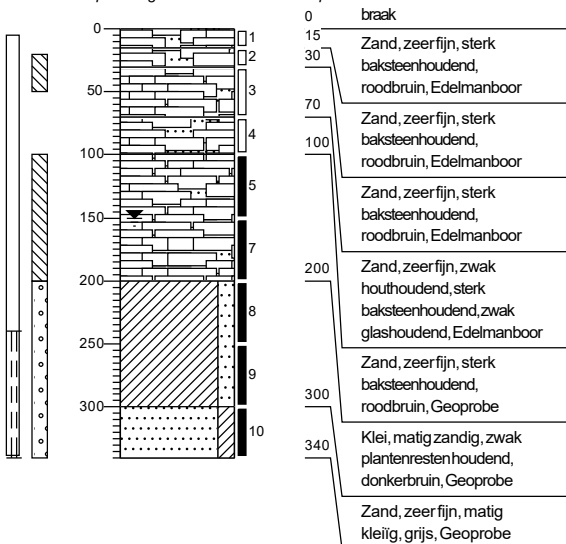 0
50
100
150
200
250
300
1
2
3
4
5
7
8
9
10
0
braak
15
Zand, zeer fijn, sterk
baksteenhoudend,
roodbruin, Edelmanboor
30
Zand, zeer fijn, sterk
baksteenhoudend,
roodbruin, Edelmanboor
70
Zand, zeer fijn, sterk
baksteenhoudend,
roodbruin, Edelmanboor
100
Zand, zeer fijn, zwak
houthoudend, sterk
baksteenhoudend, zwak
glashoudend, Edelmanboor
200
Zand, zeer fijn, sterk
baksteenhoudend,
roodbruin, Geoprobe
300
Klei, matig zandig, zwak
plantenrestenhoudend,
donkerbruin, Geoprobe
340
Zand, zeer fijn, matig
kleiïg, grijs, Geoprobe